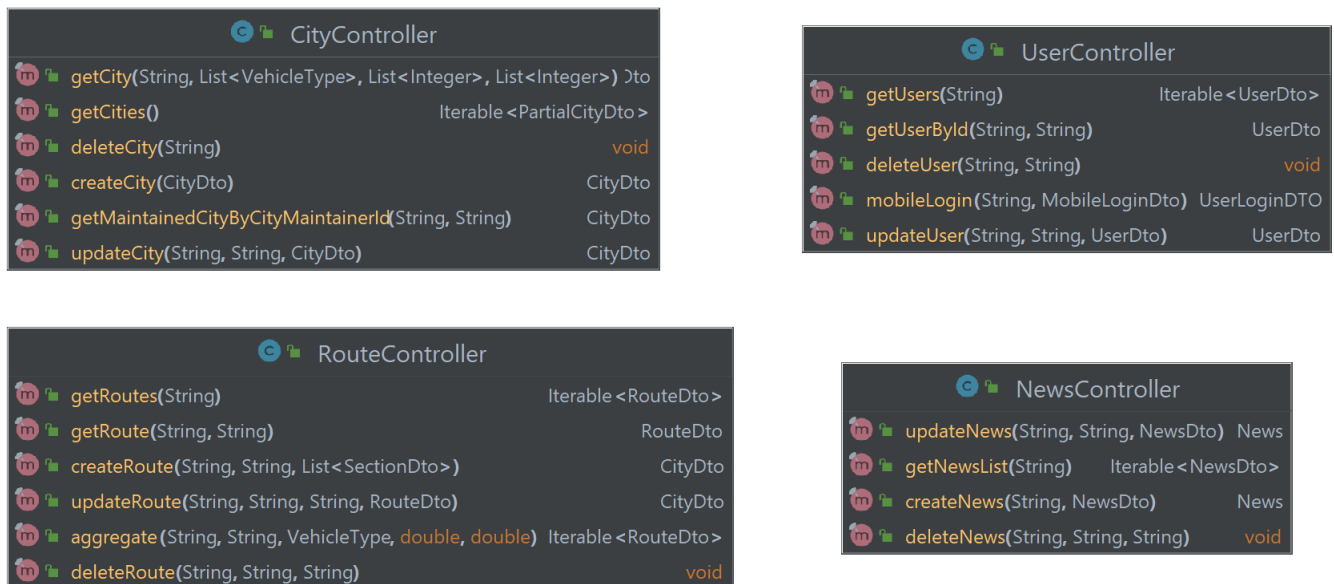 CityController
getCity(String, List<VehicleType>, List<Integer>, List<Integer>) Dto
getCities() Iterable<PartialCityDto>
deleteCity(String) void
createCity(CityDto) CityDto
getMaintainedCityByCityMaintainerId(String, String) CityDto
updateCity(String, String, CityDto) CityDto
UserController
getUsers(String) Iterable<UserDto>
getUserById(String, String) UserDto
deleteUser(String, String) void
mobileLogin(String, MobileLoginDto) UserLoginDTO
updateUser(String, String, UserDto) UserDto
RouteController
getRoutes(String) Iterable<RouteDto>
getRoute(String, String) RouteDto
createRoute(String, String, List<SectionDto>) CityDto
updateRoute(String, String, String, RouteDto) CityDto
aggregate(String, String, VehicleType, double, double) Iterable<RouteDto>
deleteRoute(String, String, String) void
NewsController
updateNews(String, String, NewsDto) News
getNewsList(String) Iterable<NewsDto>
createNews(String, NewsDto) News
deleteNews(String, String, String) void